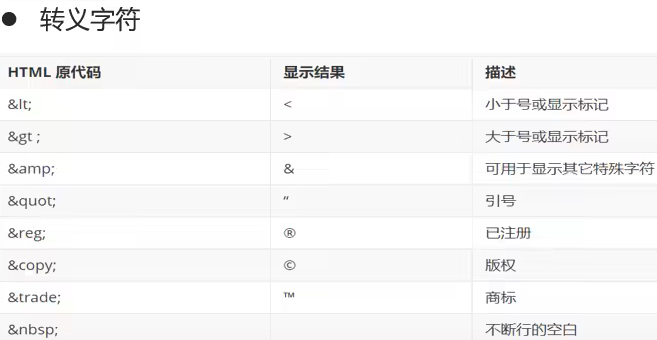 ● 转义字符
HTML 原代码 显示结果 描述
&lt; < 小于号或显示标记
&gt ; > 大于号或显示标记
&amp; & 可用于显示其它特殊字符
&quot; “ 引号
&reg; ® 已注册
&copy; © 版权
&trade; ™ 商标
&nbsp; 不断行的空白